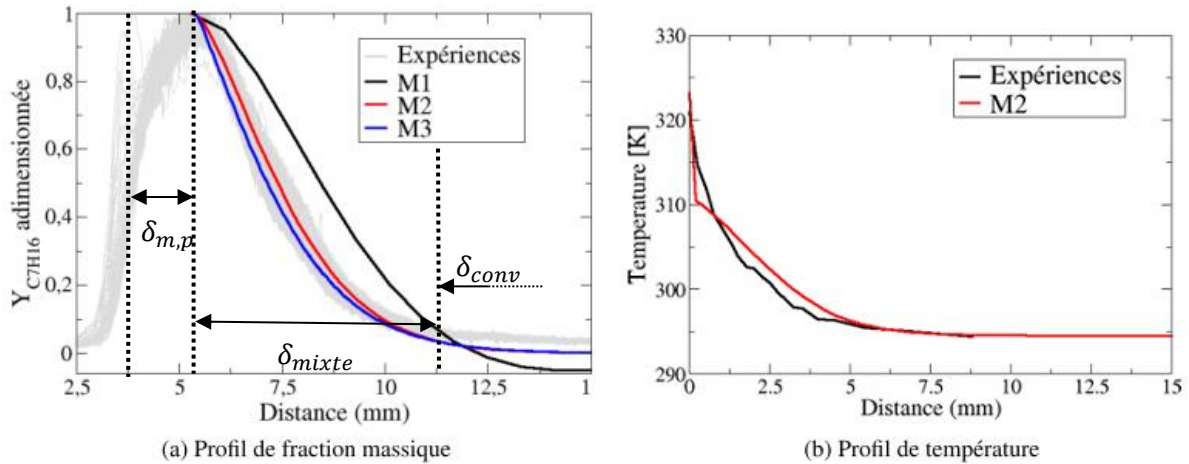 1
0,8
0,6
0,4
0,2
0
Y_C7H16 adimensionnée
Expériences
M1
M2
M3
δ_m,p
δ_conv
δ_mixte
2,5 5 7,5 10 12,5 1
Distance (mm)
(a) Profil de fraction massique
330
320
310
300
290
Temperature [K]
Expériences
M2
0 2.5 5 7.5 10 12.5 15
Distance (mm)
(b) Profil de température